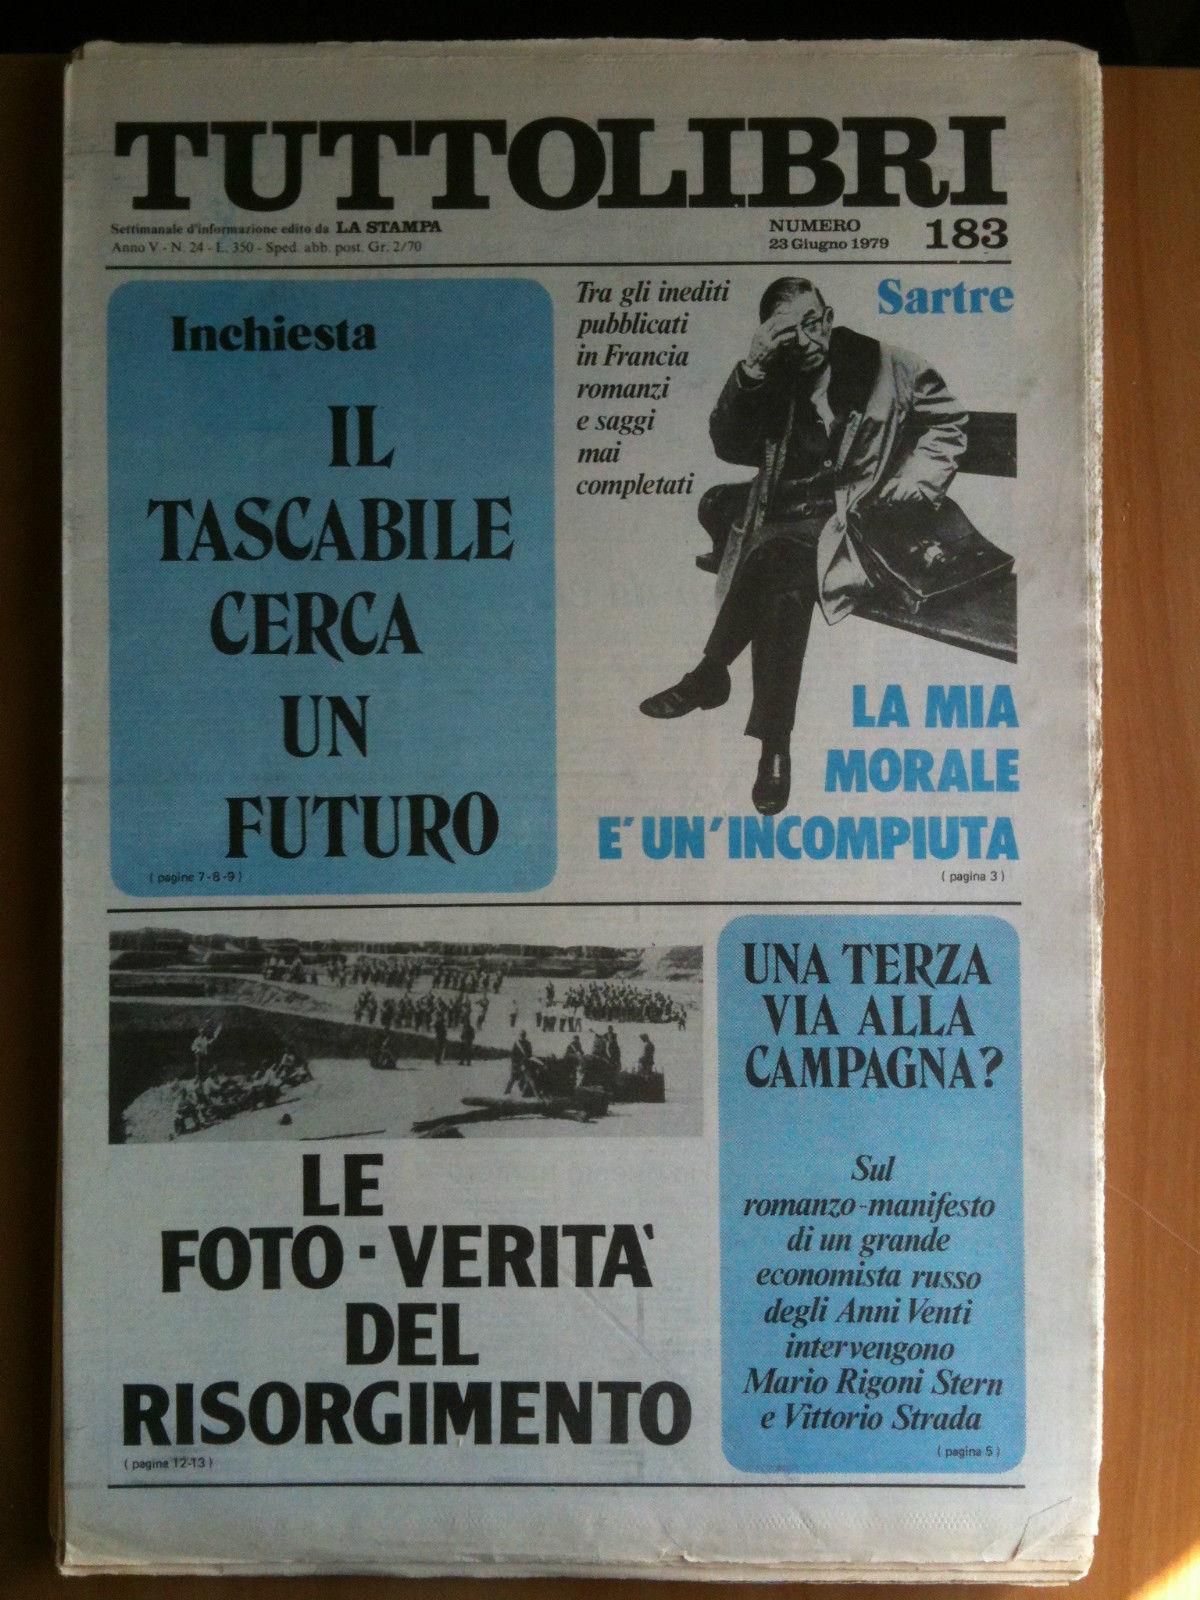 TUTTOLIBRI
Settimanale d'informazione edito da LA STAMPA
Anno V - N. 24 - L. 350 - Sped. abb. post. Gr. 2/70
NUMERO
23 Giugno 1979
183
Inchiesta
IL
TASCABILE
CERCA
UN
FUTURO
( pagine 7-8-9 )
Tra gli inediti
pubblicati
in Francia
romanzi
e saggi
mai
completati
Sartre
LA MIA
MORALE
E' UN'INCOMPIUTA
( pagina 3 )
LE
FOTO-VERITA'
DEL
RISORGIMENTO
( pagine 12-13 )
UNA TERZA
VIA ALLA
CAMPAGNA?
Sul
romanzo-manifesto
di un grande
economista russo
degli Anni Venti
intervengono
Mario Rigoni Stern
e Vittorio Strada
( pagina 5 )